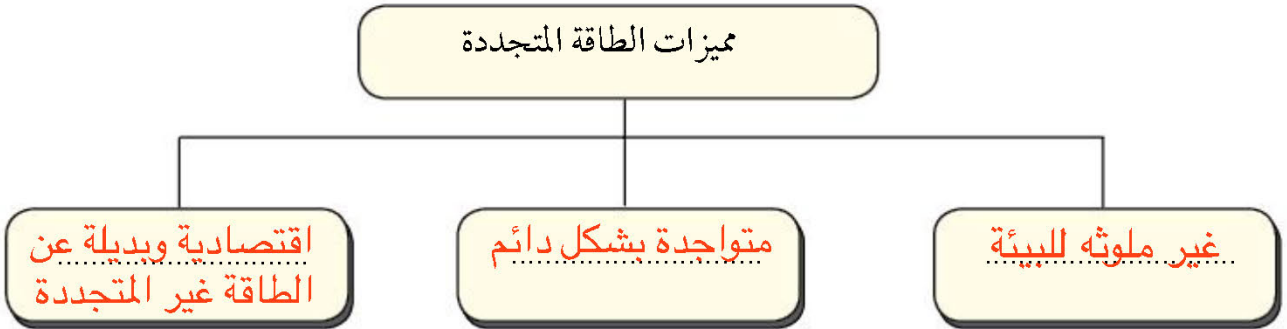 مميزات الطاقة المتجددة
غير ملوثه للبيئة
متواجدة بشكل دائم
اقتصادية وبديلة عن
الطاقة غير المتجددة